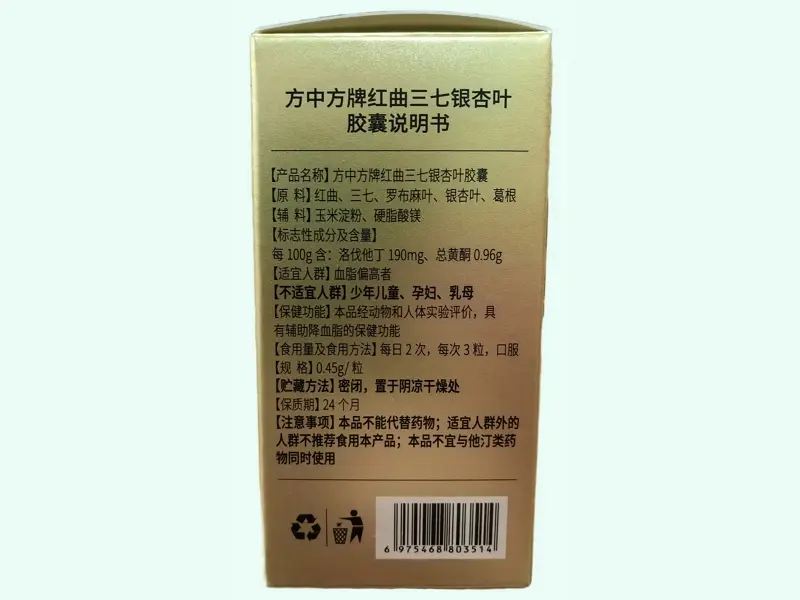 方中方牌红曲三七银杏叶
胶囊说明书
【产品名称】方中方牌红曲三七银杏叶胶囊
【原 料】红曲、三七、罗布麻叶、银杏叶、葛根
【辅 料】玉米淀粉、硬脂酸镁
【标志性成分及含量】
每 100g 含：洛伐他丁 190mg、总黄酮 0.96g
【适宜人群】血脂偏高者
【不适宜人群】少年儿童、孕妇、乳母
【保健功能】本品经动物和人体实验评价，具
有辅助降血脂的保健功能
【食用量及食用方法】每日 2 次，每次 3 粒，口服
【规 格】0.45g/ 粒
【贮藏方法】密闭，置于阴凉干燥处
【保质期】24 个月
【注意事项】本品不能代替药物；适宜人群外的
人群不推荐食用本产品；本品不宜与他汀类药
物同时使用
6 975468 803514